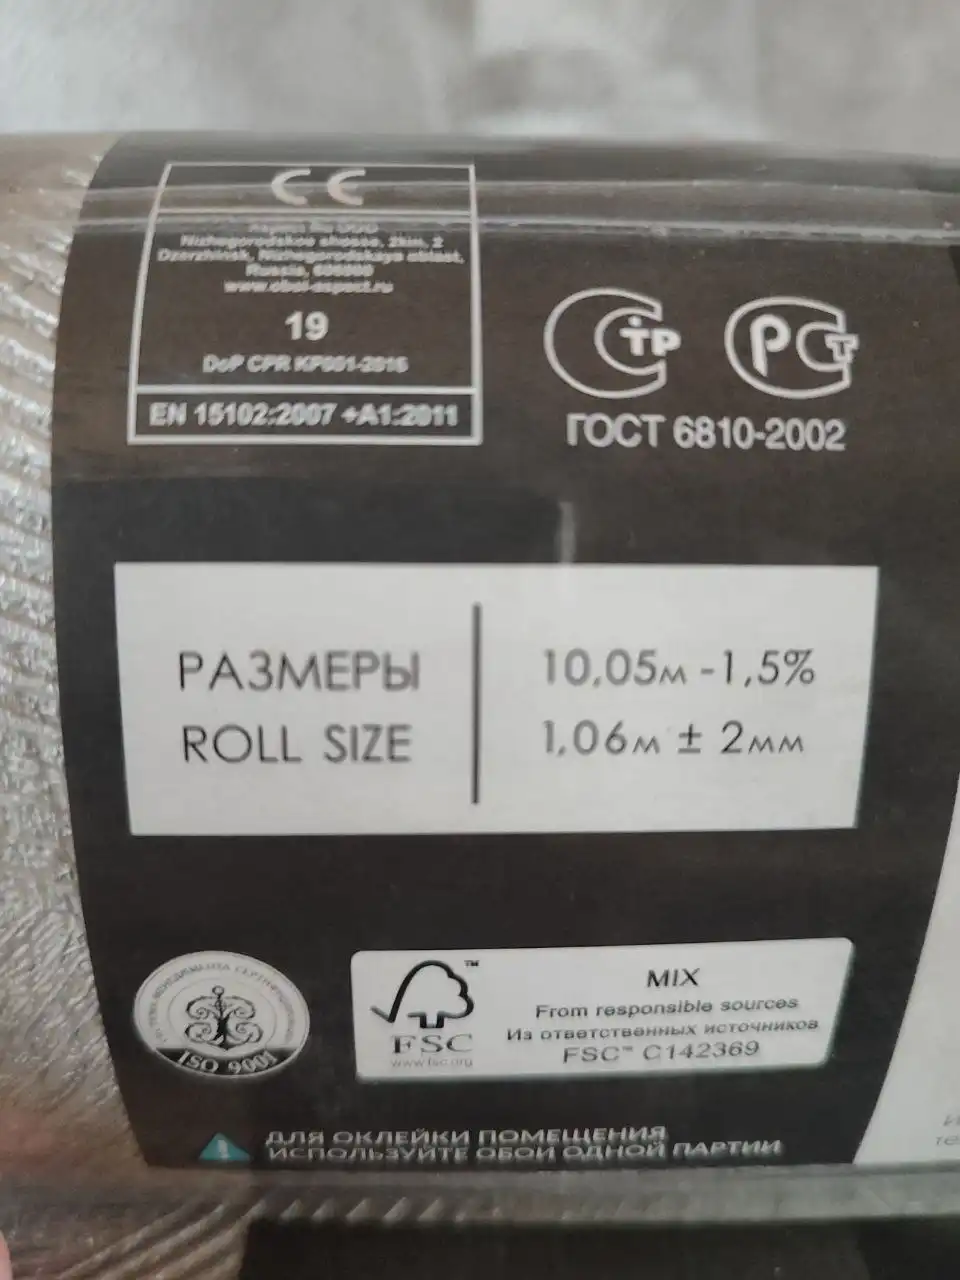 CE
Nizhegorodskoe shosse, 2km, 2
Dzerzhinsk, Nizhegorodskaya oblast,
Russia,
www.oboi-aspect.ru
19
DoP CPR KP001-2016
EN 15102:2007 +A1:2011
СТР
РСТ
ГОСТ 6810-2002
РАЗМЕРЫ
ROLL SIZE
10,05м -1,5%
1,06м ± 2мм
ISO 9001
FSC
www.fsc.org
™
MIX
From responsible sources
Из ответственных источников
FSC™ C142369
ДЛЯ ОКЛЕЙКИ ПОМЕЩЕНИЯ
ИСПОЛЬЗУЙТЕ ОБОИ ОДНОЙ ПАРТИИ